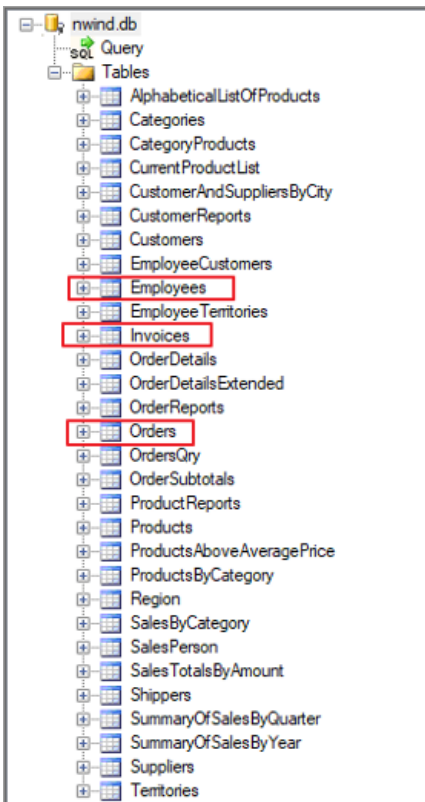 nwind.db
SQL Query
Tables
AlphabeticalListOfProducts
Categories
CategoryProducts
CurrentProductList
CustomerAndSuppliersByCity
CustomerReports
Customers
EmployeeCustomers
Employees
EmployeeTerritories
Invoices
OrderDetails
OrderDetailsExtended
OrderReports
Orders
OrdersQry
OrderSubtotals
ProductReports
Products
ProductsAboveAveragePrice
ProductsByCategory
Region
SalesByCategory
SalesPerson
SalesTotalsByAmount
Shippers
SummaryOfSalesByQuarter
SummaryOfSalesByYear
Suppliers
Territories